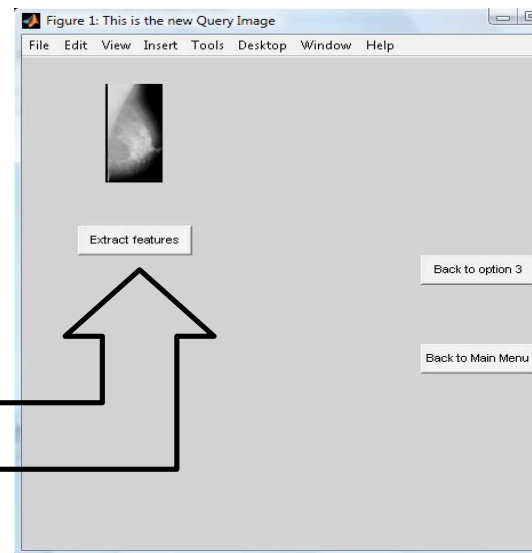 Figure 1: This is the new Query Image
File Edit View Insert Tools Desktop Window Help
Extract features
Back to option 3
Back to Main Menu